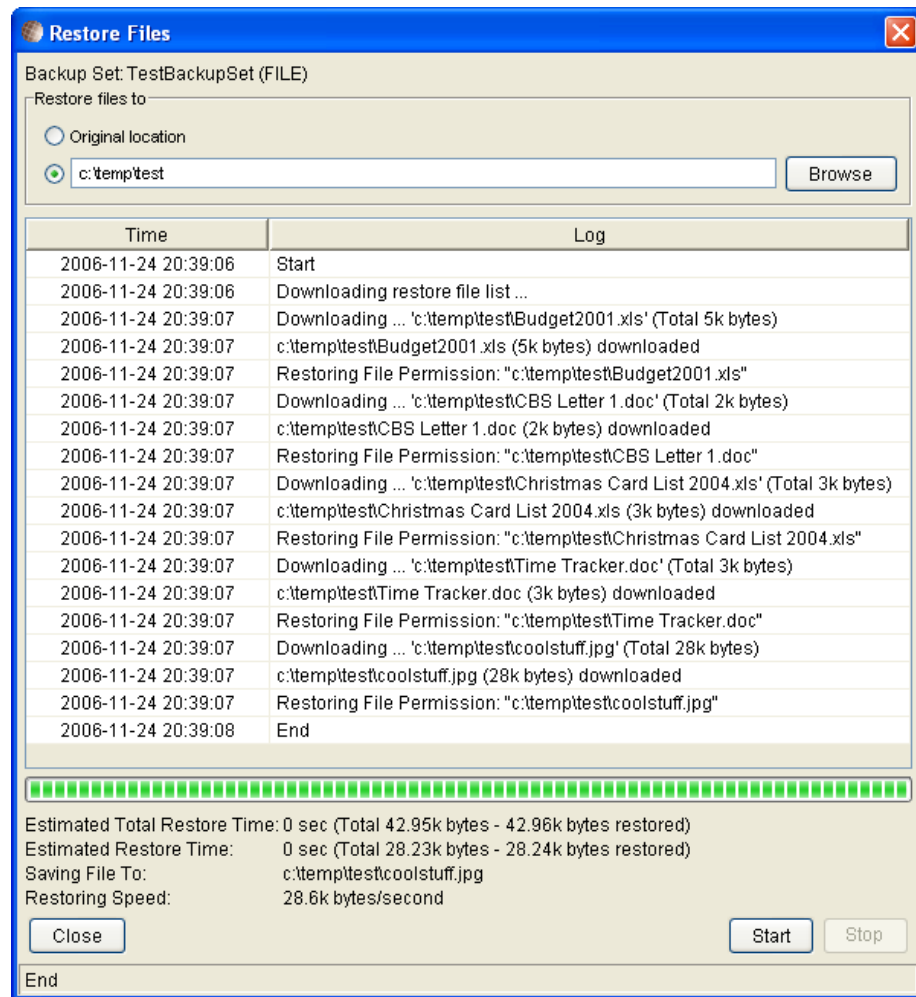 Restore Files
Backup Set: TestBackupSet (FILE)
Restore files to
Original location
c:\temp\test
Browse
Time Log
2006-11-24 20:39:06 Start
2006-11-24 20:39:06 Downloading restore file list ...
2006-11-24 20:39:07 Downloading ... 'c:\temp\test\Budget2001.xls' (Total 5k bytes)
2006-11-24 20:39:07 c:\temp\test\Budget2001.xls (5k bytes) downloaded
2006-11-24 20:39:07 Restoring File Permission: "c:\temp\test\Budget2001.xls"
2006-11-24 20:39:07 Downloading ... 'c:\temp\test\CBS Letter 1.doc' (Total 2k bytes)
2006-11-24 20:39:07 c:\temp\test\CBS Letter 1.doc (2k bytes) downloaded
2006-11-24 20:39:07 Restoring File Permission: "c:\temp\test\CBS Letter 1.doc"
2006-11-24 20:39:07 Downloading ... 'c:\temp\test\Christmas Card List 2004.xls' (Total 3k bytes)
2006-11-24 20:39:07 c:\temp\test\Christmas Card List 2004.xls (3k bytes) downloaded
2006-11-24 20:39:07 Restoring File Permission: "c:\temp\test\Christmas Card List 2004.xls"
2006-11-24 20:39:07 Downloading ... 'c:\temp\test\Time Tracker.doc' (Total 3k bytes)
2006-11-24 20:39:07 c:\temp\test\Time Tracker.doc (3k bytes) downloaded
2006-11-24 20:39:07 Restoring File Permission: "c:\temp\test\Time Tracker.doc"
2006-11-24 20:39:07 Downloading ... 'c:\temp\test\coolstuff.jpg' (Total 28k bytes)
2006-11-24 20:39:07 c:\temp\test\coolstuff.jpg (28k bytes) downloaded
2006-11-24 20:39:07 Restoring File Permission: "c:\temp\test\coolstuff.jpg"
2006-11-24 20:39:08 End
Estimated Total Restore Time: 0 sec (Total 42.95k bytes - 42.96k bytes restored)
Estimated Restore Time: 0 sec (Total 28.23k bytes - 28.24k bytes restored)
Saving File To: c:\temp\test\coolstuff.jpg
Restoring Speed: 28.6k bytes/second
Close Start Stop
End